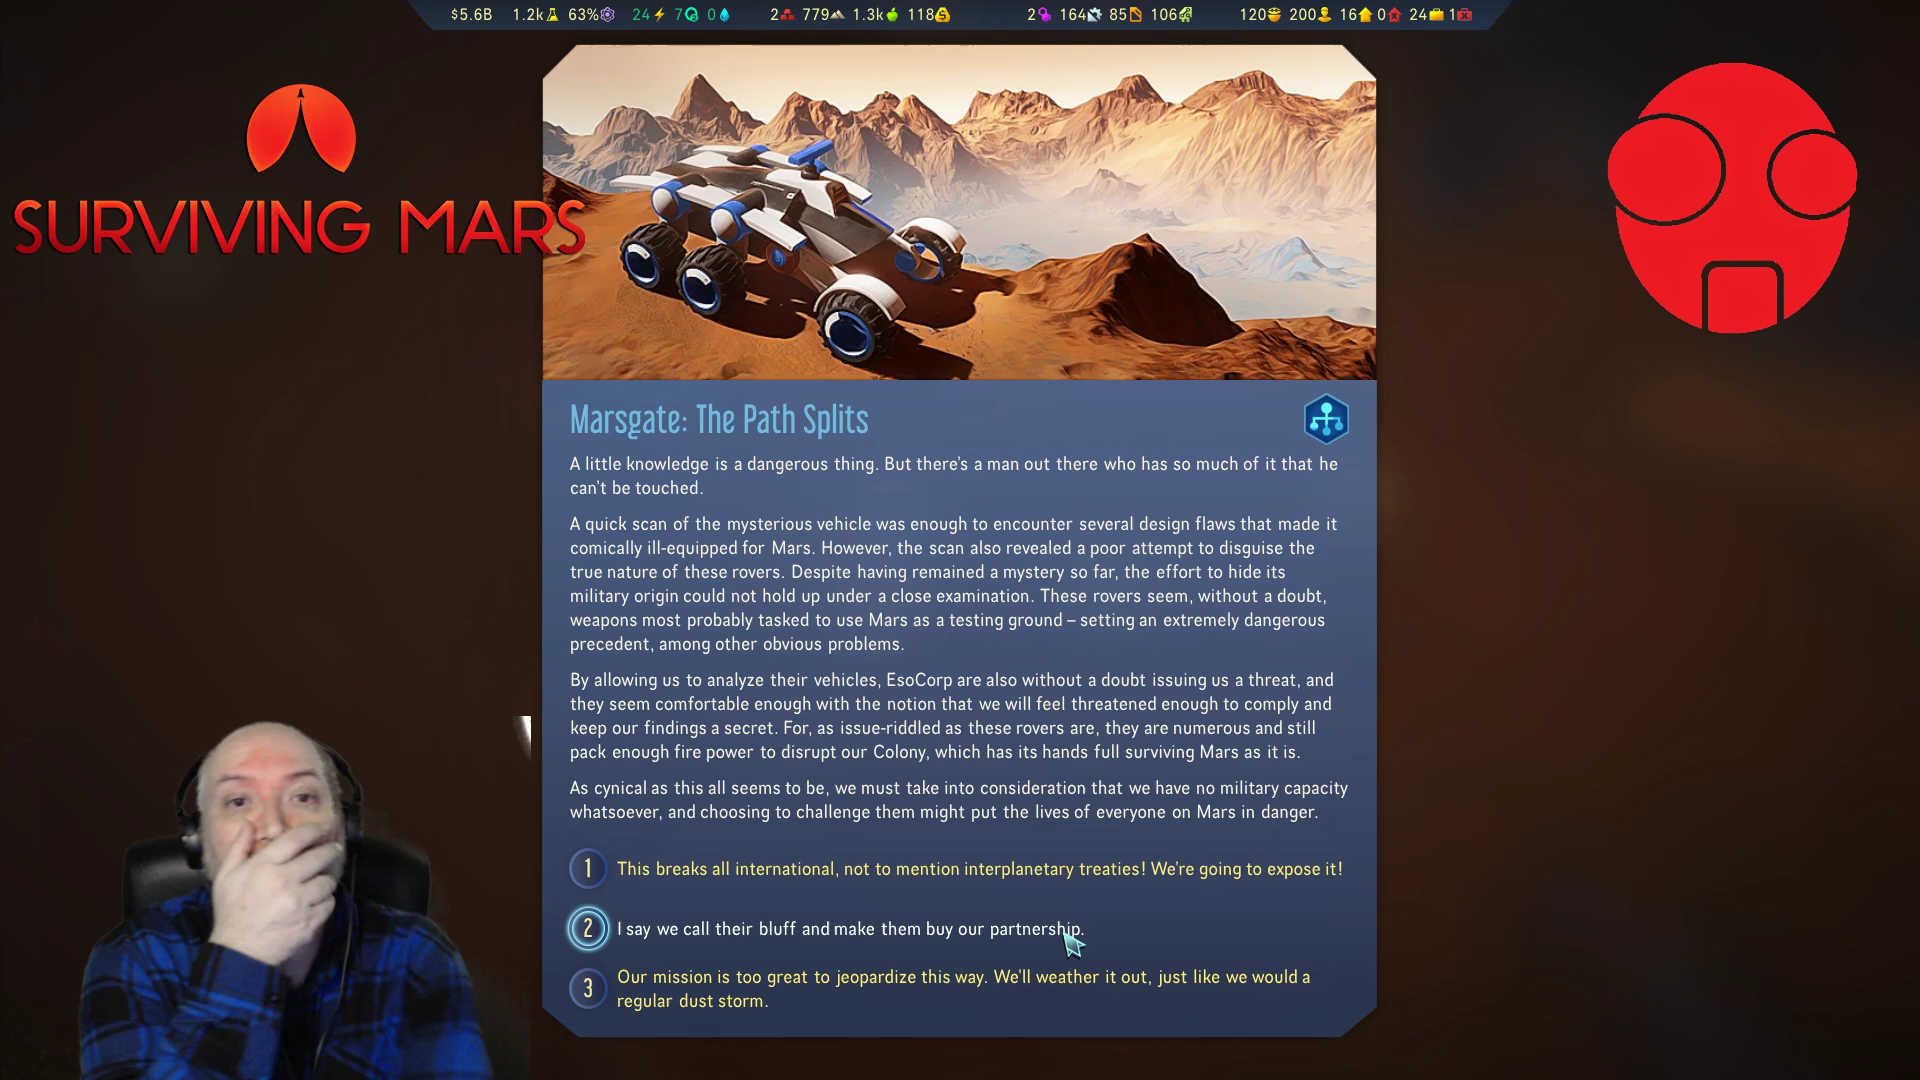 $5.6B 1.2k 63% 24 7 0 2 779 1.3k 118 2 164 85 106 120 200 16 0 24 1
SURVIVING MARS
Marsgate: The Path Splits
A little knowledge is a dangerous thing. But there's a man out there who has so much of it that he
can't be touched.
A quick scan of the mysterious vehicle was enough to encounter several design flaws that made it
comically ill-equipped for Mars. However, the scan also revealed a poor attempt to disguise the
true nature of these rovers. Despite having remained a mystery so far, the effort to hide its
military origin could not hold up under a close examination. These rovers seem, without a doubt,
weapons most probably tasked to use Mars as a testing ground – setting an extremely dangerous
precedent, among other obvious problems.
By allowing us to analyze their vehicles, EsoCorp are also without a doubt issuing us a threat, and
they seem comfortable enough with the notion that we will feel threatened enough to comply and
keep our findings a secret. For, as issue-riddled as these rovers are, they are numerous and still
pack enough fire power to disrupt our Colony, which has its hands full surviving Mars as it is.
As cynical as this all seems to be, we must take into consideration that we have no military capacity
whatsoever, and choosing to challenge them might put the lives of everyone on Mars in danger.
1 This breaks all international, not to mention interplanetary treaties! We're going to expose it!
2 I say we call their bluff and make them buy our partnership.
3 Our mission is too great to jeopardize this way. We'll weather it out, just like we would a
regular dust storm.